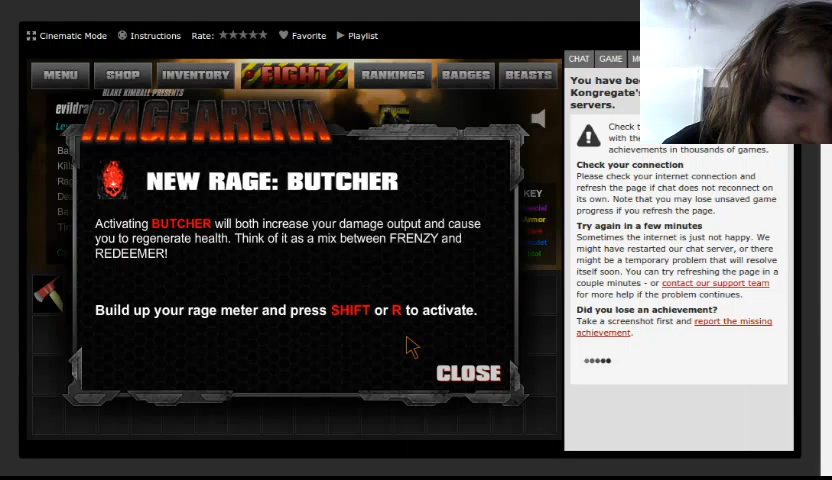 Cinematic Mode Instructions Rate: Favorite Playlist
MENU SHOP INVENTORY FIGHT RANKINGS BADGES BEASTS
BLAKE KIMBALL PRESENTS
RAGE ARENA
evildra
NEW RAGE: BUTCHER
Activating BUTCHER will both increase your damage output and cause
you to regenerate health. Think of it as a mix between FRENZY and
REDEEMER!
Build up your rage meter and press SHIFT or R to activate.
CLOSE
KEY
Armor
CHAT GAME
You have bee
Kongregate's
servers.
Check t
with the
achievements in thousands of games.
Check your connection
Please check your internet connection and
refresh the page if chat does not reconnect on
its own. Note that you may lose unsaved game
progress if you refresh the page.
Try again in a few minutes
Sometimes the internet is just not happy. We
might have restarted our chat server, or there
might be a temporary problem that will resolve
itself soon. You can try refreshing the page in a
couple minutes - or contact our support team
for more help if the problem continues.
Did you lose an achievement?
Take a screenshot first and report the missing
achievement.